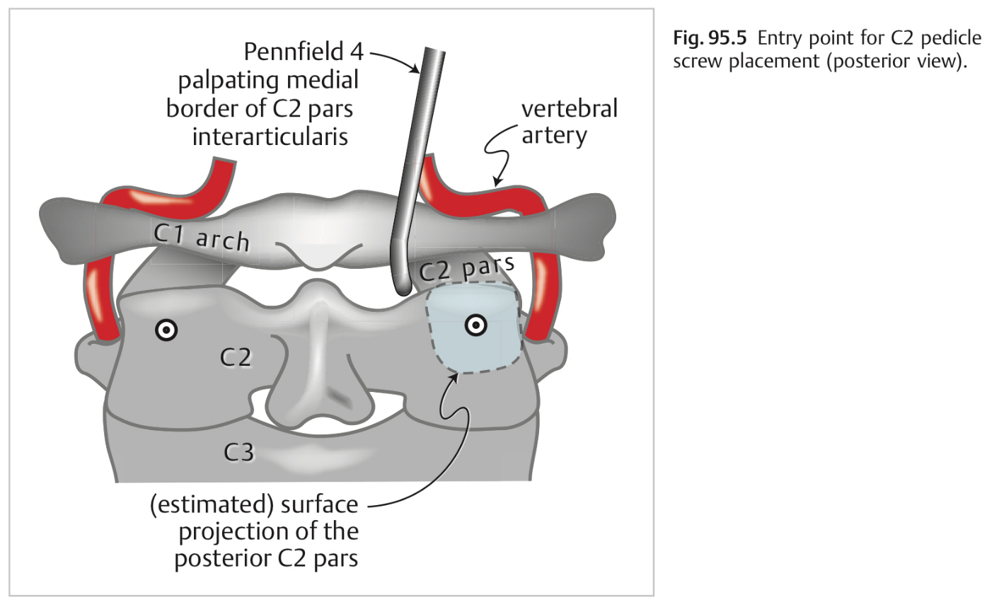 Fig. 95.5 Entry point for C2 pedicle
screw placement (posterior view).
Pennfield 4
palpating medial
border of C2 pars
interarticularis
vertebral
artery
C1 arch
C2 pars
C2
C3
(estimated) surface
projection of the
posterior C2 pars